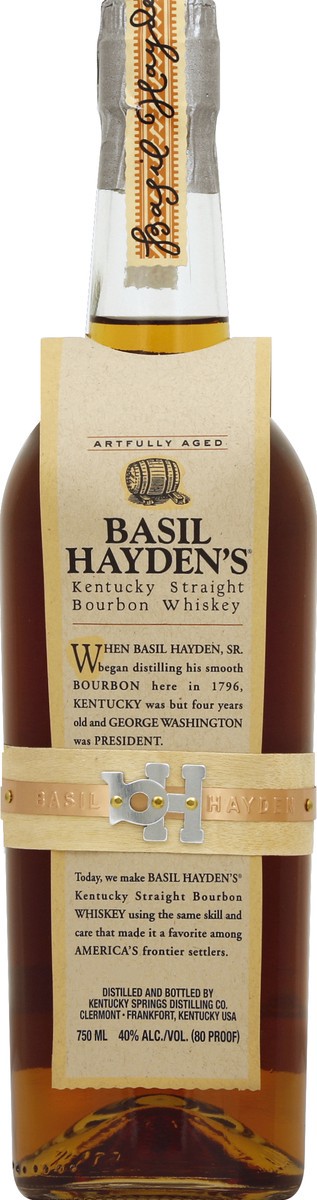 Basil Hayde
ARTFULLY AGED
BASIL
HAYDEN'S®
Kentucky Straight
Bourbon Whiskey
WHEN BASIL HAYDEN, SR.
began distilling his smooth
BOURBON here in 1796,
KENTUCKY was but four years
old and GEORGE WASHINGTON
was PRESIDENT.
BASIL BH HAYDEN
Today, we make BASIL HAYDEN'S®
Kentucky Straight Bourbon
WHISKEY using the same skill and
care that made it a favorite among
AMERICA'S frontier settlers.
DISTILLED AND BOTTLED BY
KENTUCKY SPRINGS DISTILLING CO.
CLERMONT • FRANKFORT, KENTUCKY USA
750 ML 40% ALC./VOL. (80 PROOF)